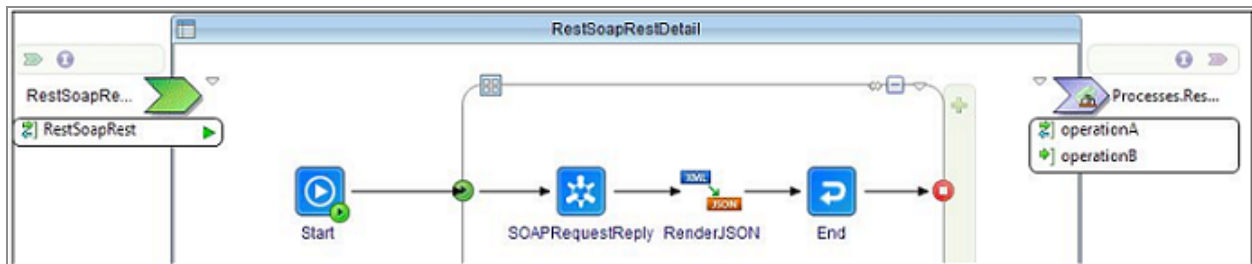 RestSoapRestDetail
RestSoapRe...
RestSoapRest
Processes.Res...
operationA
operationB
XML
JSON
Start
SOAPRequestReply
RenderJSON
End